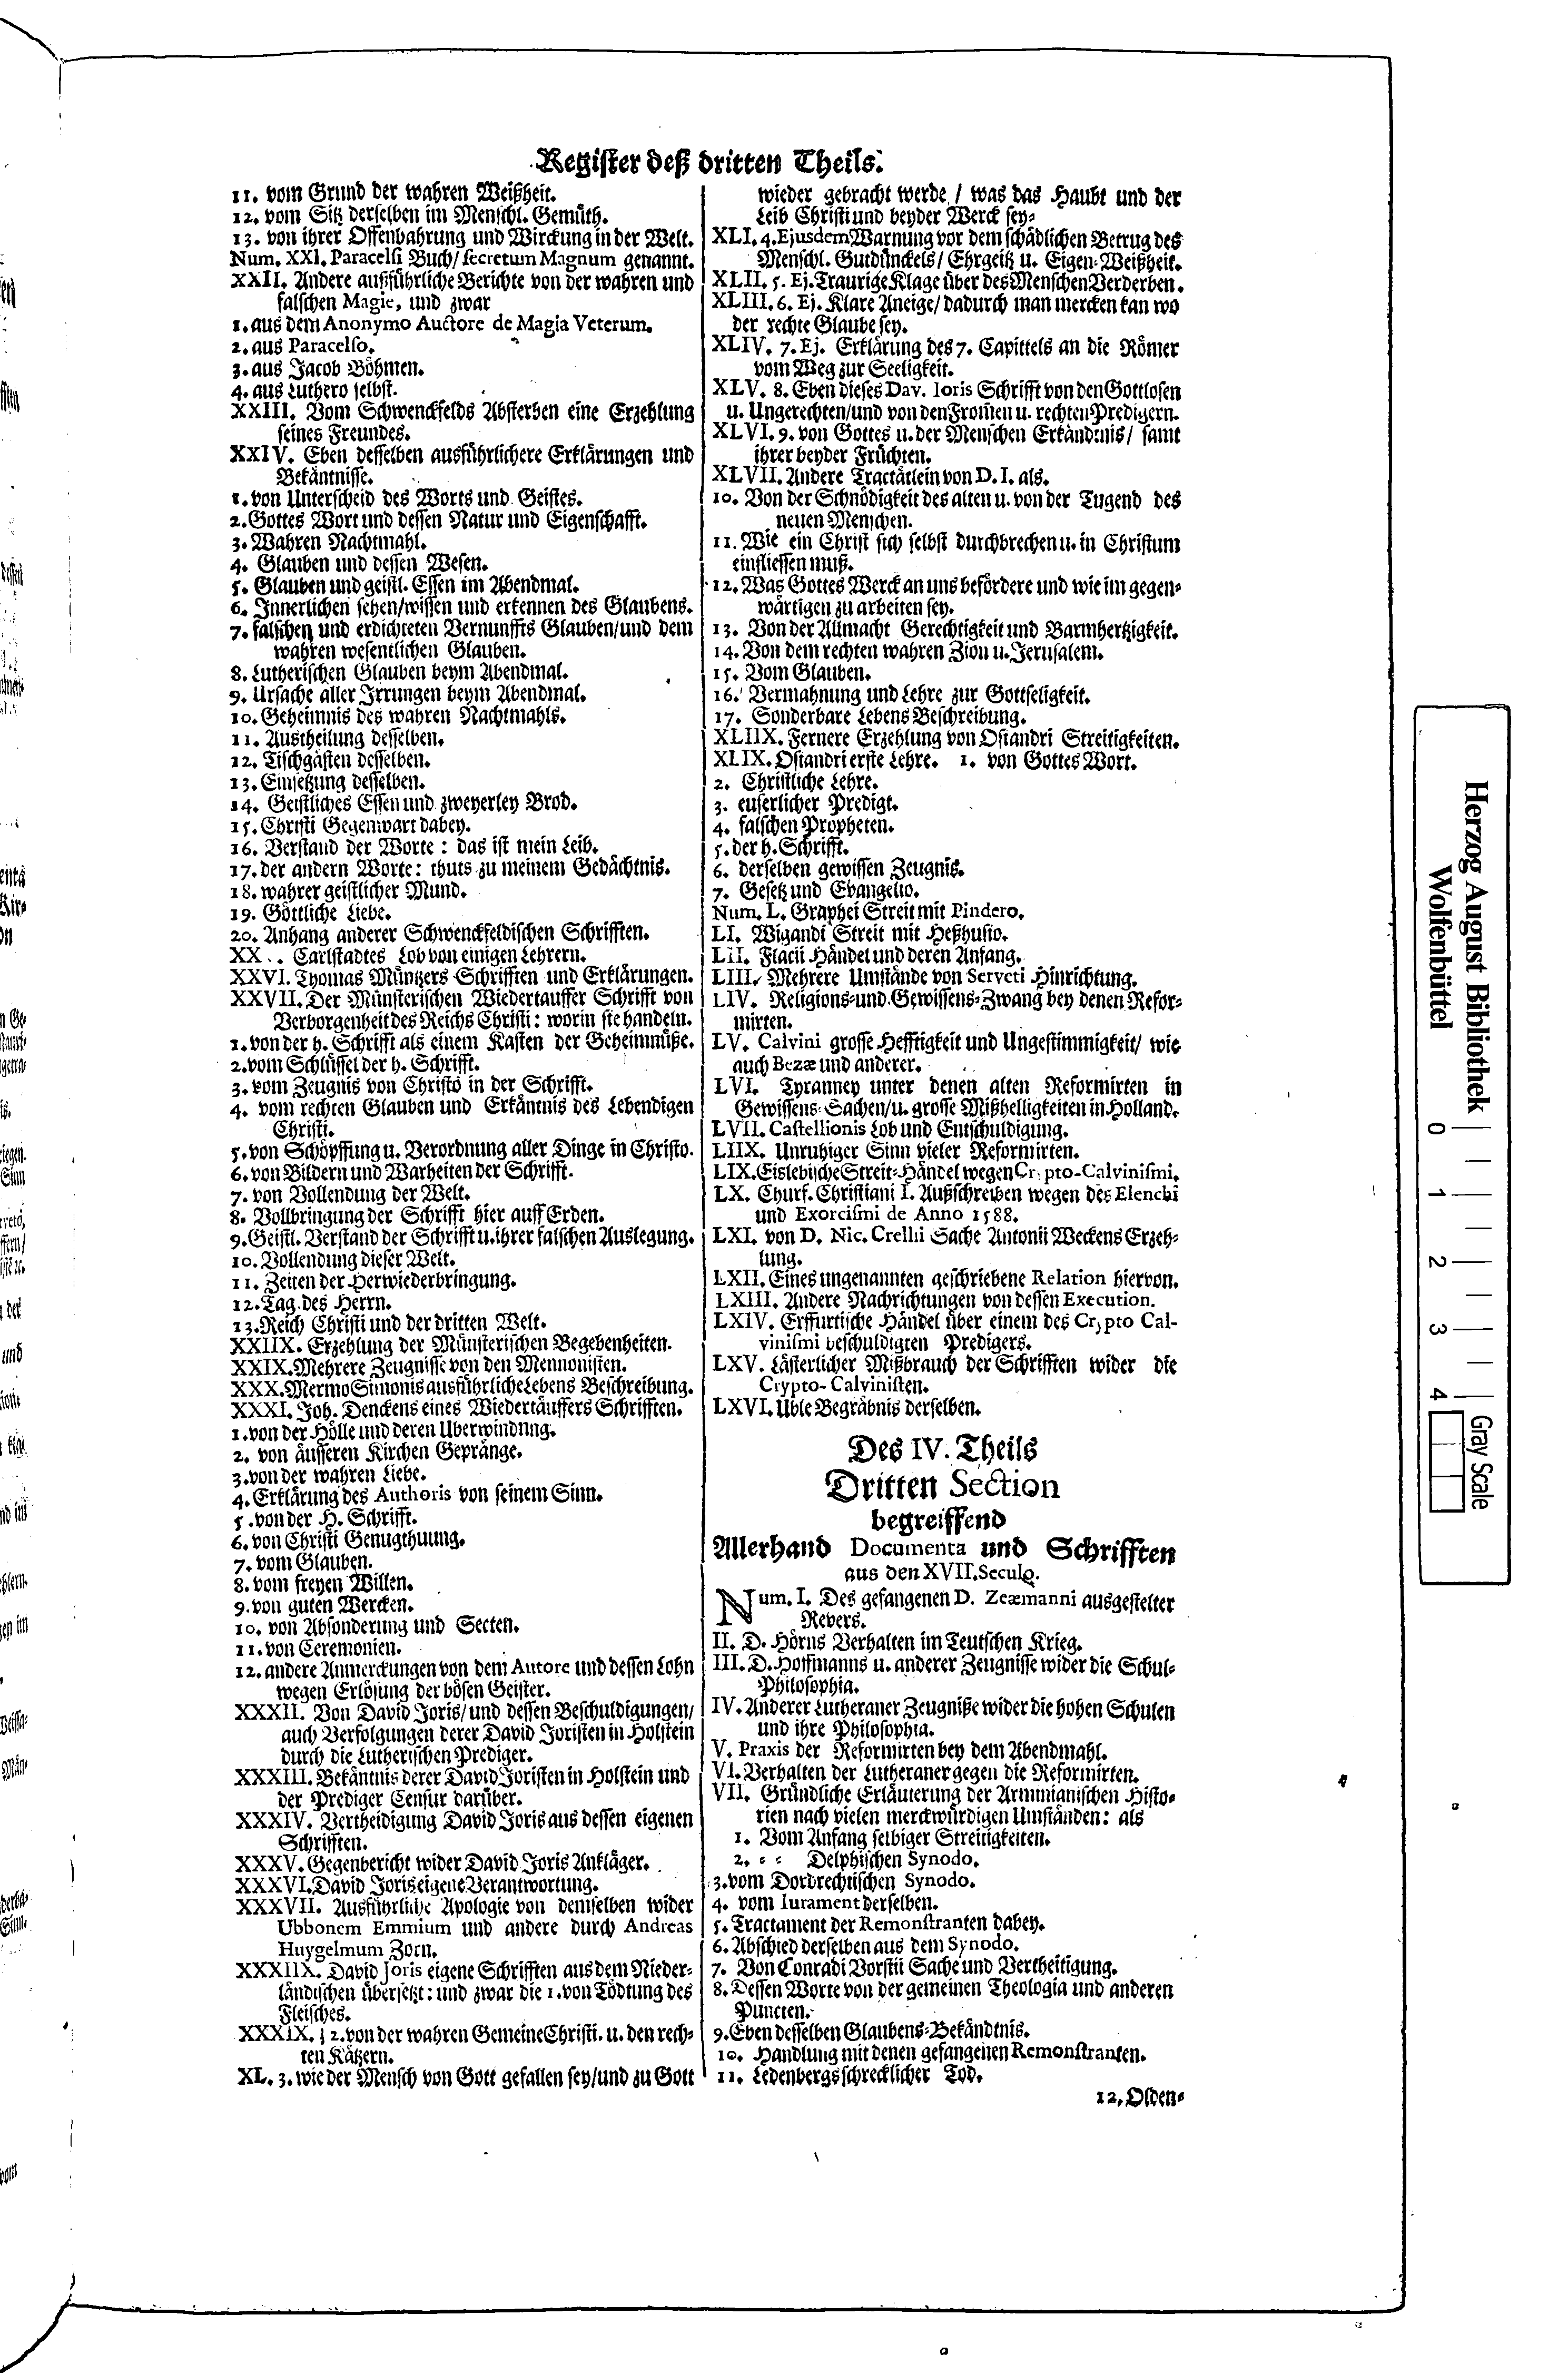 Register deß dritten Theils.
11. vom Grund der wahren Weißheit.
12. vom Sitz derselben im Menschl. Gemüth.
13. von ihrer Offenbahrung und Wirckung in der Welt.
Num. XXI. Paracelsi Buch/ secretum Magnum genannt.
XXII. Andere außführliche Berichte von der wahren und
falschen Magie, und zwar
1. aus dem Anonymo Auctore de Magia Veterum.
2. aus Paracelso.
3. aus Jacob Böhmen.
4. aus Luthero selbst.
XXIII. Vom Schwenckfelds Absterben eine Erzehlung
seines Freundes.
XXIV. Eben desselben ausführlichere Erklärungen und
Bekäntnisse.
1. von Unterscheid des Worts und Geistes.
2. Gottes Wort und dessen Natur und Eigenschafft.
3. Wahren Nachtmahl.
4. Glauben und dessen Wesen.
5. Glauben und geistl. Essen im Abendmal.
6. Innerlichen sehen/wissen und erkennen des Glaubens.
7. falschen und erdichteten Vernunffts Glauben/und dem
wahren wesentlichen Glauben.
8. Lutherischen Glauben beym Abendmal.
9. Ursache aller Irrungen beym Abendmal.
10. Geheimnis des wahren Nachtmahls.
11. Austheilung desselben.
12. Tischgästen desselben.
13. Einsetzung desselben.
14. Geistliches Essen und zweyerley Brod.
15. Christi Gegenwart dabey.
16. Verstand der Worte : das ist mein Leib.
17. der andern Worte: thuts zu meinem Gedächtnis.
18. wahrer geistlicher Mund.
19. Göttliche Liebe.
20. Anhang anderer Schwenckfeldischen Schrifften.
XX . . Carlstadtes Lob von einigen Lehrern.
XXVI. Thomas Müntzers Schrifften und Erklärungen.
XXVII. Der Münsterischen Wiedertauffer Schrifft von
Verborgenheit des Reichs Christi: worin sie handeln.
1. von der h. Schrifft als einem Kasten der Geheimnüße.
2. vom Schlüssel der h. Schrifft.
3. vom Zeugnis von Christo in der Schrifft.
4. vom rechten Glauben und Erkäntnis des Lebendigen
Christi.
5. von Schöpffung u. Verordnung aller Dinge in Christo.
6. von Bildern und Warheiten der Schrifft.
7. von Vollendung der Welt.
8. Vollbringung der Schrifft hier auff Erden.
9. Geistl. Verstand der Schrifft u. ihrer falschen Auslegung.
10. Vollendung dieser Welt.
11. Zeiten der Herwiederbringung.
12. Tag des Herrn.
13. Reich Christi und der dritten Welt.
XXIIX. Erzehlung der Münsterischen Begebenheiten.
XXIX. Mehrere Zeugnisse von den Mennonisten.
XXX. Mermo Simonis ausführliche Lebens Beschreibung.
XXXI. Joh. Denckens eines Wiedertäuffers Schrifften.
1. von der Hölle und deren Uberwindung.
2. von äusseren Kirchen Gepränge.
3. von der wahren Liebe.
4. Erklärung des Authoris von seinem Sinn.
5. von der H. Schrifft.
6. von Christi Genugthuung.
7. vom Glauben.
8. vom freyen Willen.
9. von guten Wercken.
10. von Absonderung und Secten.
11. von Ceremonien.
12. andere Anmerckungen von dem Autore und dessen Lohn
wegen Erlösung der bösen Geister.
XXXII. Von David Joris/ und dessen Beschuldigungen/
auch Verfolgungen derer David Joristen in Holstein
durch die Lutherischen Prediger.
XXXIII. Bekäntnis derer David Joristen in Holstein und
der Prediger Censur darüber.
XXXIV. Vertheidigung David Joris aus dessen eigenen
Schrifften.
XXXV. Gegenbericht wider David Joris Ankläger.
XXXVI. David Joris eigene Verantwortung.
XXXVII. Ausführliche Apologie von demselben wider
Ubbonem Emmium und andere durch Andreas
Huygelmum Zorn.
XXXIIX. David Joris eigene Schrifften aus dem Nieder-
ländischen übersetzt: und zwar die 1. von Tödtung des
Fleisches.
XXXIX. 2. von der wahren Gemeine Christi. u. den rech-
ten Kätzern.
XL. 3. wie der Mensch von Gott gefallen sey/und zu Gott
wieder gebracht werde / was das Haubt und der
Leib Christi und beyder Werck sey.
XLI. 4. Ejusdem Warnung vor dem schädlichen Betrug des
Menschl. Gutdünckels/ Ehrgeitz u. Eigen-Weißheit.
XLII. 5. Ej. Traurige Klage über des Menschen Verderben.
XLIII. 6. Ej. Klare Aneige/ dadurch man mercken kan wo
der rechte Glaube sey.
XLIV. 7. Ej. Erklärung des 7. Capittels an die Römer
vom Weg zur Seeligkeit.
XLV. 8. Eben dieses Dav. Ioris Schrifft von den Gottlosen
u. Ungerechten/und von den From̃en u. rechten Predigern.
XLVI. 9. von Gottes u. der Menschen Erkändtnis/ samt
ihrer beyder Früchten.
XLVII. Andere Tractätlein von D. I. als.
10. Von der Schnödigkeit des alten u. von der Tugend des
neuen Menschen.
11. Wie ein Christ sich selbst durchbrechen u. in Christum
einfliessen muß.
12. Was Gottes Werck an uns befördere und wie im gegen-
wärtigen zu arbeiten sey.
13. Von der Allmacht Gerechtigkeit und Barmhertzigkeit.
14. Von dem rechten wahren Zion u. Jerusalem.
15. Vom Glauben.
16. Vermahnung und Lehre zur Gottseligkeit.
17. Sonderbare Lebens Beschreibung.
XLIIX. Fernere Erzehlung von Osiandri Streitigkeiten.
XLIX. Osiandri erste Lehre. 1. von Gottes Wort.
2. Christliche Lehre.
3. euserlicher Predigt.
4. falschen Propheten.
5. der h. Schrifft.
6. derselben gewissen Zeugnis.
7. Gesetz und Evangelio.
Num. L. Graphei Streit mit Pindero.
LI. Wigandi Streit mit Heßhusio.
LII. Flacii Händel und deren Anfang.
LIII. Mehrere Umstände von Serveti Hinrichtung.
LIV. Religions-und Gewissens-Zwang bey denen Refor-
mirten.
LV. Calvini grosse Hefftigkeit und Ungestimmigkeit/ wie
auch Bezæ und anderer.
LVI. Tyranney unter denen alten Reformirten in
Gewissens-Sachen/u. grosse Mißhelligkeiten in Holland.
LVII. Castellionis Lob und Entschuldigung.
LIIX. Unruhiger Sinn vieler Reformirten.
LIX. Eislebische Streit-Händel wegen Crypto-Calvinismi.
LX. Churf. Christiani I. Außschreiben wegen des Elenchi
und Exorcismi de Anno 1588.
LXI. von D. Nic. Crellii Sache Antonii Weckens Erzeh-
lung.
LXII. Eines ungenannten geschriebene Relation hiervon.
LXIII. Andere Nachrichtungen von dessen Execution.
LXIV. Erffurtische Händel über einem des Crypto Cal-
vinismi beschuldigten Predigers.
LXV. Lästerlicher Mißbrauch der Schrifften wider die
Crypto-Calvinisten.
LXVI. Uble Begräbnis derselben.
Des IV. Theils
Dritten Section
begreiffend
Allerhand Documenta und Schrifften
aus den XVII. Seculo.
Num. I. Des gefangenen D. Zeæmanni ausgestelter
Revers.
II. D. Hörns Verhalten im Teutschen Krieg.
III. D. Hoffmanns u. anderer Zeugnisse wider die Schul-
Philosophia.
IV. Anderer Lutheraner Zeugniße wider die hohen Schulen
und ihre Philosophia.
V. Praxis der Reformirten bey dem Abendmahl.
VI. Verhalten der Lutheraner gegen die Reformirten.
VII. Gründliche Erläuterung der Arminianischen Histo-
rien nach vielen merckwürdigen Umständen: als
1. Vom Anfang selbiger Streitigkeiten.
2. - - Delphischen Synodo.
3. vom Dordrechtischen Synodo.
4. vom Iurament derselben.
5. Tractament der Remonstranten dabey.
6. Abschied derselben aus dem Synodo.
7. Von Conradi Vorstii Sache und Vertheitigung.
8. Dessen Worte von der gemeinen Theologia und anderen
Puncten.
9. Eben desselben Glaubens-Bekändtnis.
10. Handlung mit denen gefangenen Remonstranten.
11. Ledenbergs schrecklicher Tod.
12. Olden-
Herzog August Bibliothek
Wolfenbüttel
0 1 2 3 4
Gray Scale